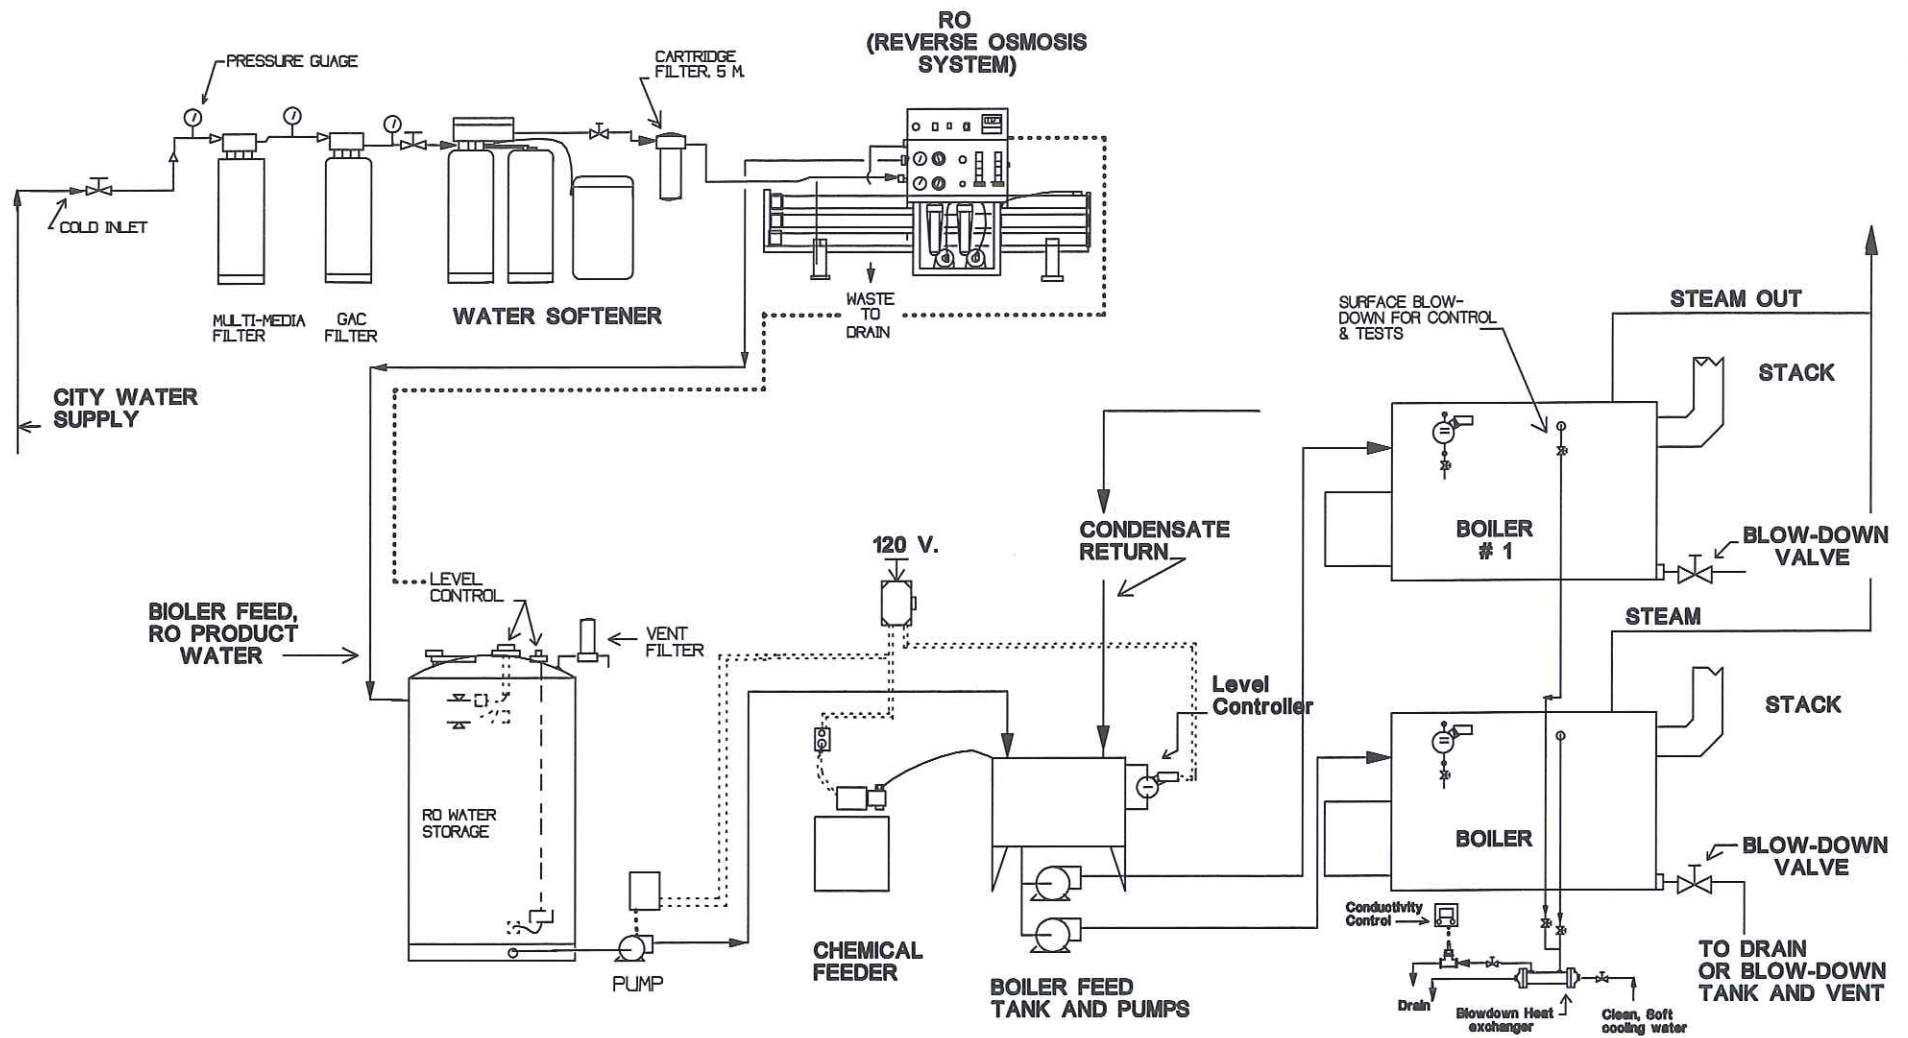 RO
(REVERSE OSMOSIS
SYSTEM)
PRESSURE GUAGE
CARTRIDGE
FILTER, 5 M.
COLD INLET
MULTI-MEDIA
FILTER
GAC
FILTER
WATER SOFTENER
WASTE
TO
DRAIN
CITY WATER
SUPPLY
SURFACE BLOW-
DOWN FOR CONTROL
& TESTS
STEAM OUT
STACK
CONDENSATE
RETURN
120 V.
BOILER
# 1
BLOW-DOWN
VALVE
LEVEL
CONTROL
BIOLER FEED,
RO PRODUCT
WATER
VENT
FILTER
STEAM
Level
Controller
STACK
RO WATER
STORAGE
BOILER
BLOW-DOWN
VALVE
Conductivity
Control
PUMP
CHEMICAL
FEEDER
BOILER FEED
TANK AND PUMPS
TO DRAIN
OR BLOW-DOWN
TANK AND VENT
Drain
Blowdown Heat
exchanger
Clean, Soft
cooling water